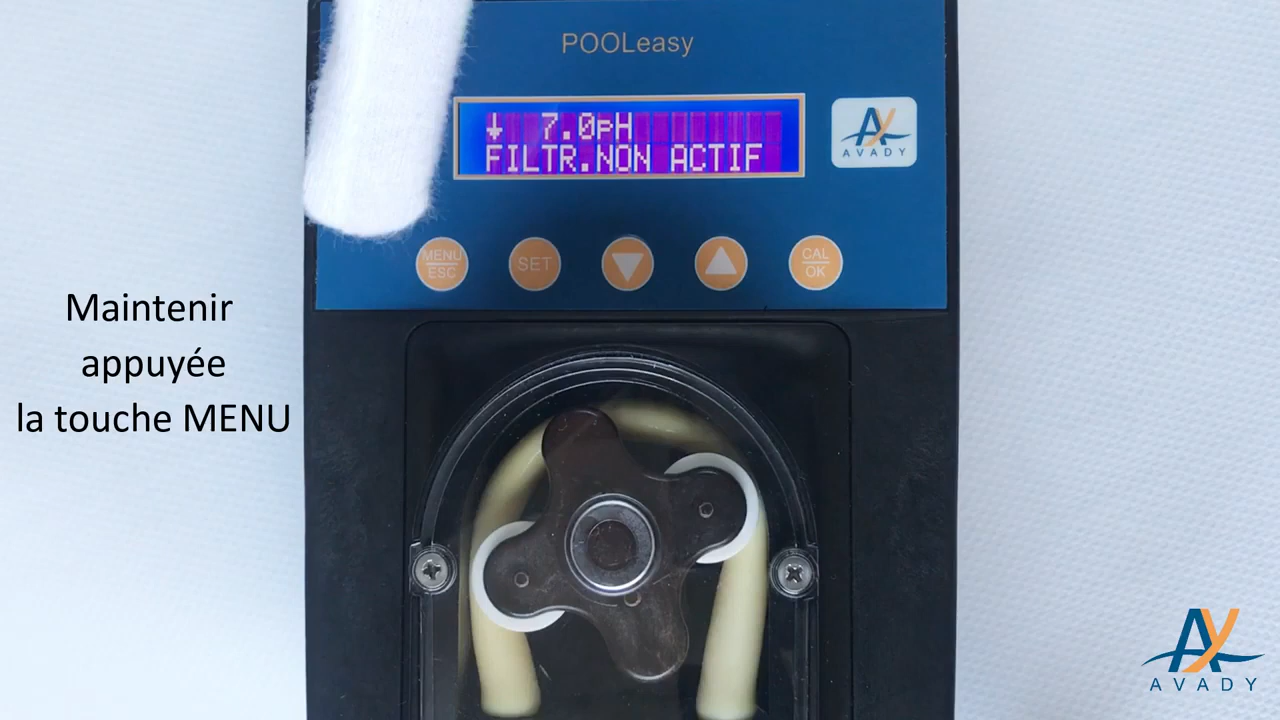 POOLeasy
↓ 7.0pH
FILTR.NON ACTIF
AVADY
MENU
ESC
SET
CAL
OK
Maintenir
appuyée
la touche MENU
AVADY